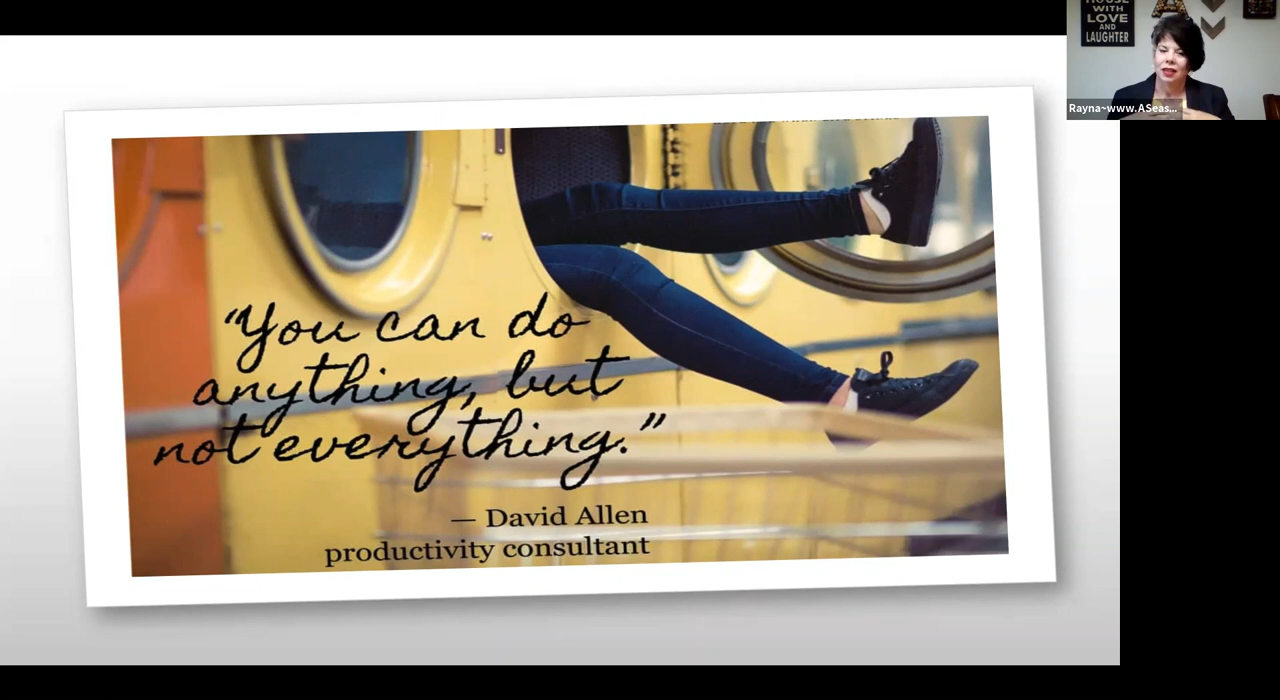 “You can do
anything, but
not everything.”
— David Allen
productivity consultant
HOUSE
WITH
LOVE
AND
LAUGHTER
Rayna~www.ASeas...